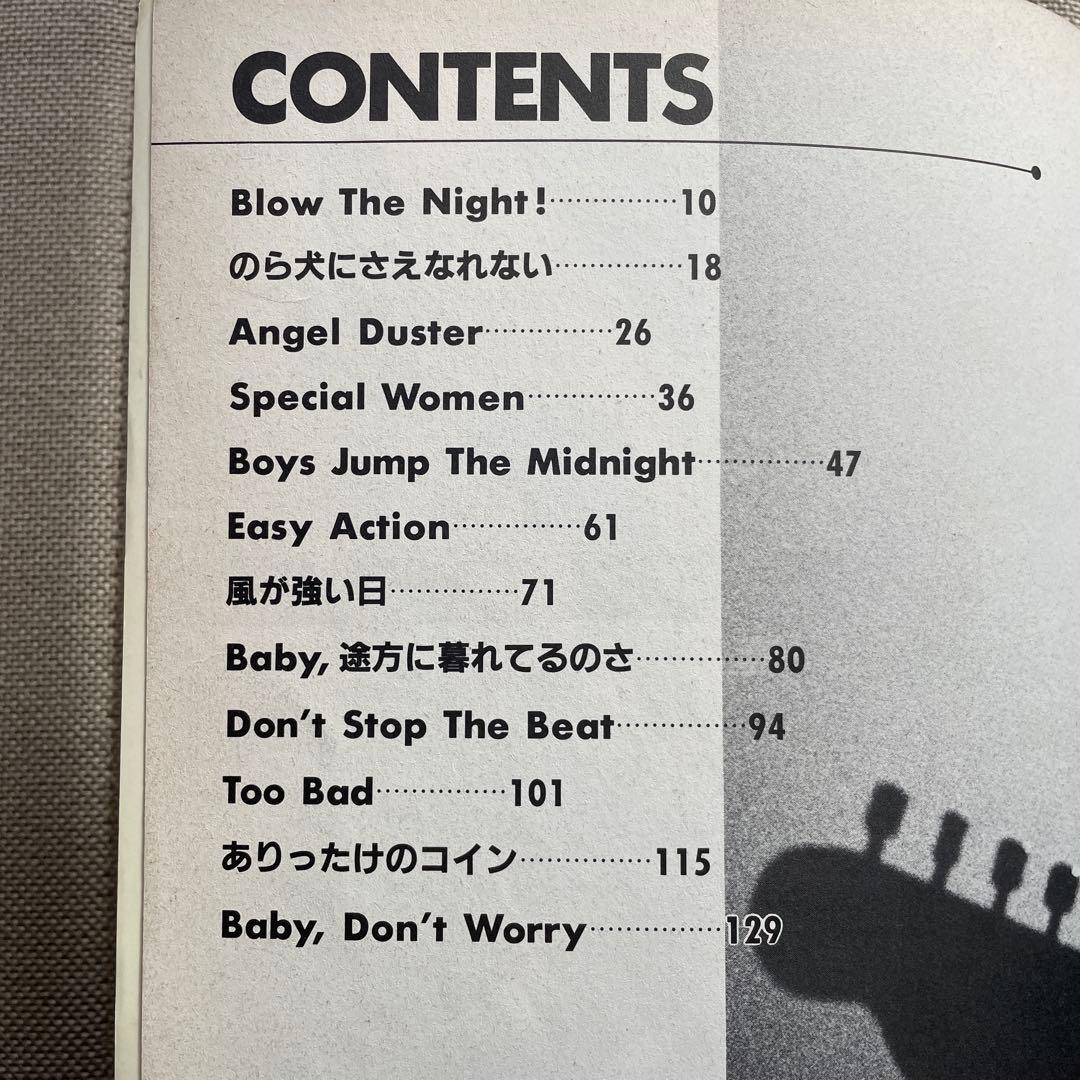 CONTENTS
Blow The Night!……………10
のら犬にさえなれない……………18
Angel Duster……………26
Special Women……………36
Boys Jump The Midnight……………47
Easy Action……………61
風が強い日……………71
Baby, 途方に暮れてるのさ……………80
Don't Stop The Beat……………94
Too Bad……………101
ありったけのコイン……………115
Baby, Don't Worry……………129